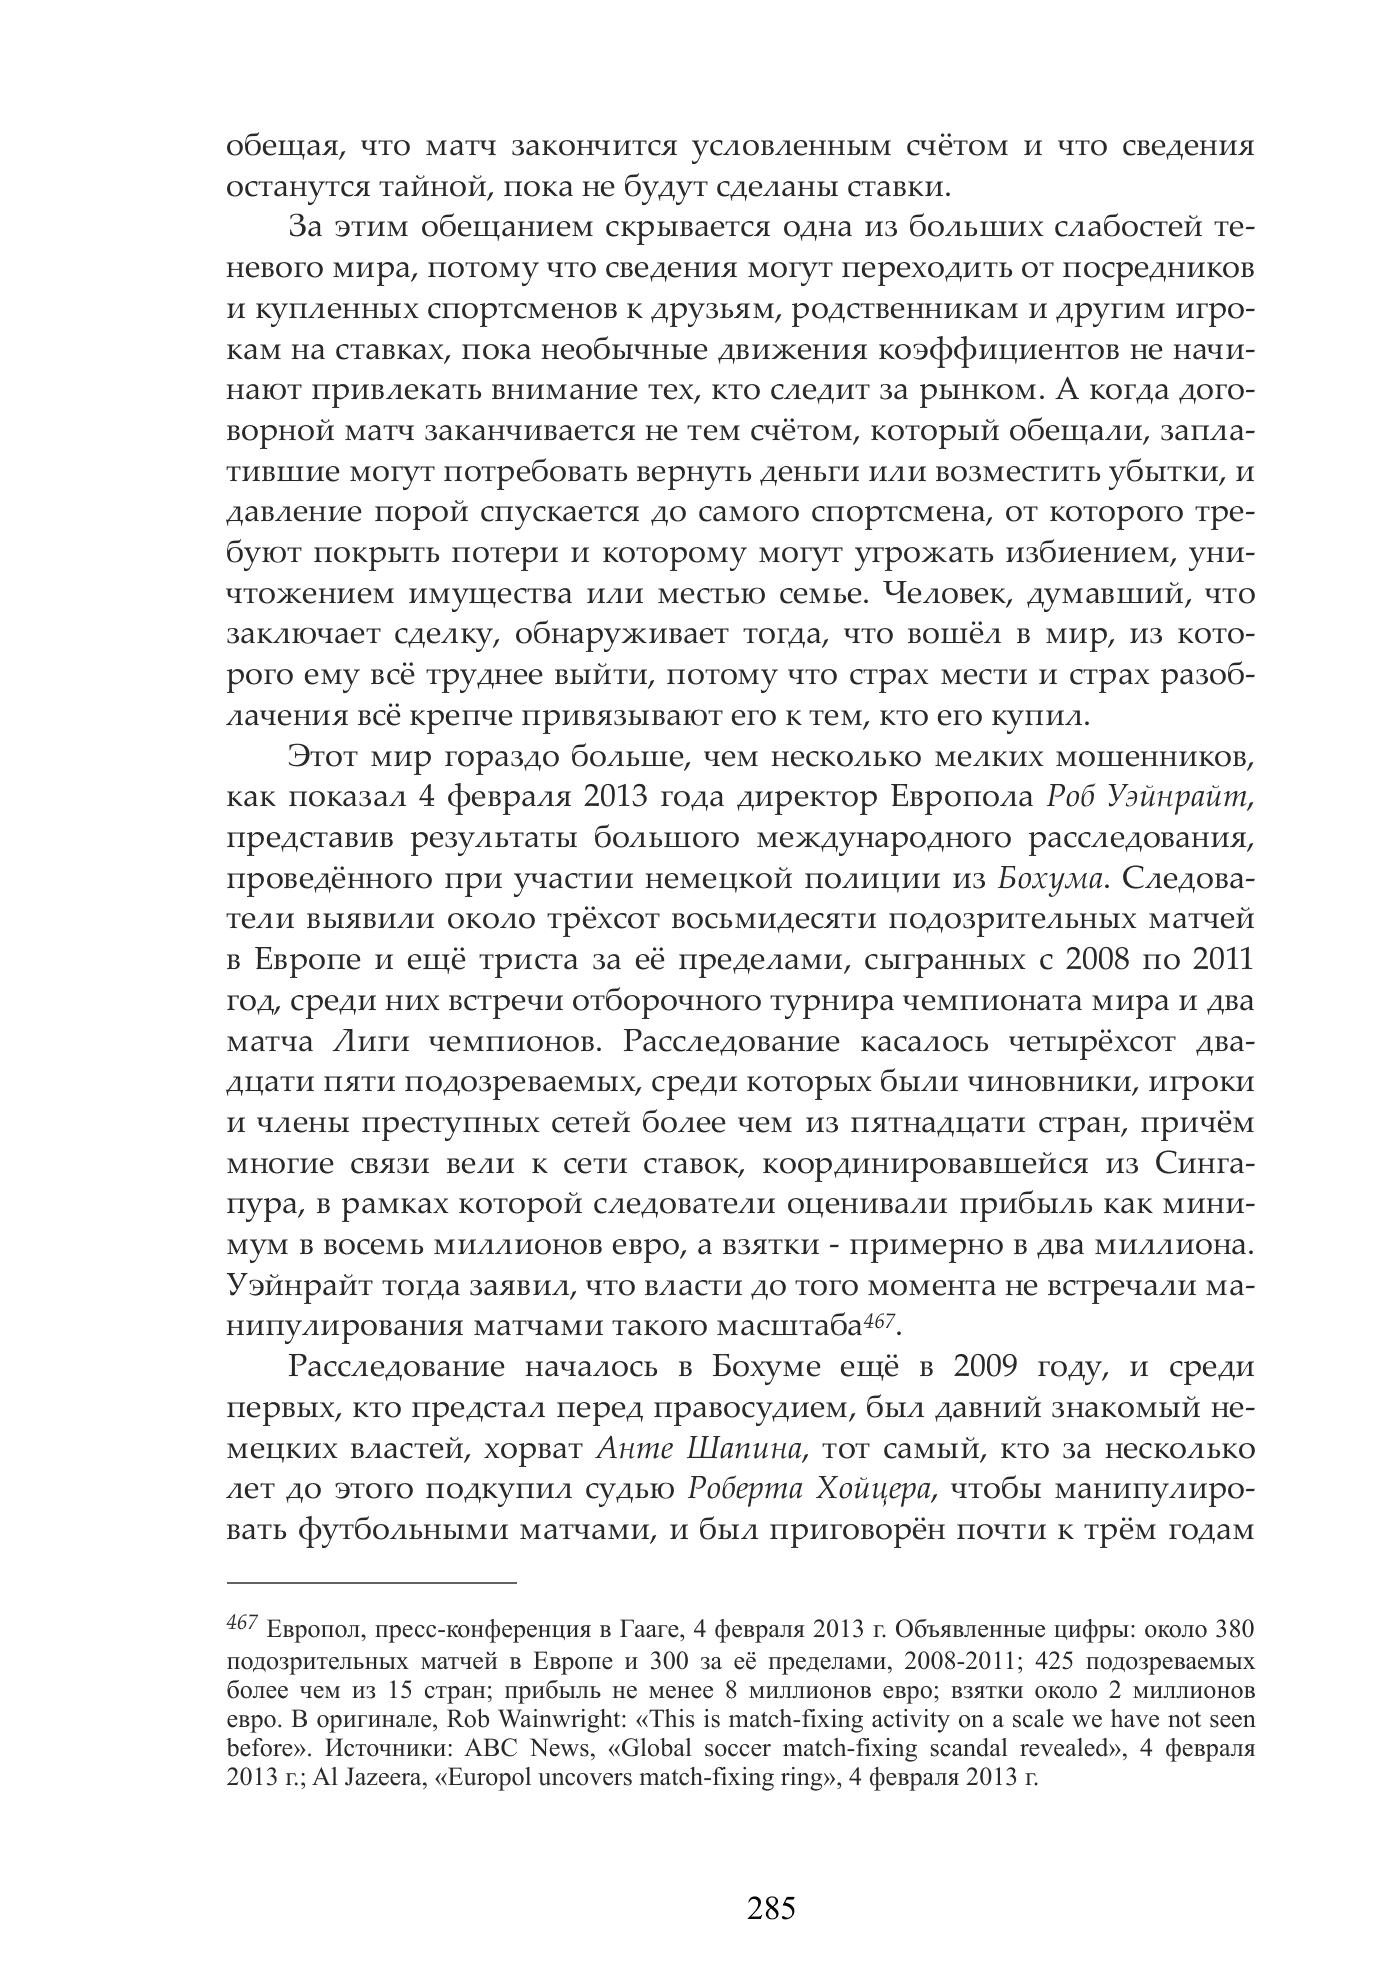 обещая, что матч закончится условленным счётом и что сведения
останутся тайной, пока не будут сделаны ставки.
За этим обещанием скрывается одна из больших слабостей те-
невого мира, потому что сведения могут переходить от посредников
и купленных спортсменов к друзьям, родственникам и другим игро-
кам на ставках, пока необычные движения коэффициентов не начи-
нают привлекать внимание тех, кто следит за рынком. А когда дого-
ворной матч заканчивается не тем счётом, который обещали, запла-
тившие могут потребовать вернуть деньги или возместить убытки, и
давление порой спускается до самого спортсмена, от которого тре-
буют покрыть потери и которому могут угрожать избиением, уни-
чтожением имущества или местью семье. Человек, думавший, что
заключает сделку, обнаруживает тогда, что вошёл в мир, из кото-
рого ему всё труднее выйти, потому что страх мести и страх разоб-
лачения всё крепче привязывают его к тем, кто его купил.
Этот мир гораздо больше, чем несколько мелких мошенников,
как показал 4 февраля 2013 года директор Европола Роб Уэйнрайт,
представив результаты большого международного расследования,
проведённого при участии немецкой полиции из Бохума. Следова-
тели выявили около трёхсот восьмидесяти подозрительных матчей
в Европе и ещё триста за её пределами, сыгранных с 2008 по 2011
год, среди них встречи отборочного турнира чемпионата мира и два
матча Лиги чемпионов. Расследование касалось четырёхсот два-
дцати пяти подозреваемых, среди которых были чиновники, игроки
и члены преступных сетей более чем из пятнадцати стран, причём
многие связи вели к сети ставок, координировавшейся из Синга-
пура, в рамках которой следователи оценивали прибыль как мини-
мум в восемь миллионов евро, а взятки - примерно в два миллиона.
Уэйнрайт тогда заявил, что власти до того момента не встречали ма-
нипулирования матчами такого масштаба467.
Расследование началось в Бохуме ещё в 2009 году, и среди
первых, кто предстал перед правосудием, был давний знакомый не-
мецких властей, хорват Анте Шапина, тот самый, кто за несколько
лет до этого подкупил судью Роберта Хойцера, чтобы манипулиро-
вать футбольными матчами, и был приговорён почти к трём годам
467 Европол, пресс-конференция в Гааге, 4 февраля 2013 г. Объявленные цифры: около 380
подозрительных матчей в Европе и 300 за её пределами, 2008-2011; 425 подозреваемых
более чем из 15 стран; прибыль не менее 8 миллионов евро; взятки около 2 миллионов
евро. В оригинале, Rob Wainwright: «This is match-fixing activity on a scale we have not seen
before». Источники: ABC News, «Global soccer match-fixing scandal revealed», 4 февраля
2013 г.; Al Jazeera, «Europol uncovers match-fixing ring», 4 февраля 2013 г.
285